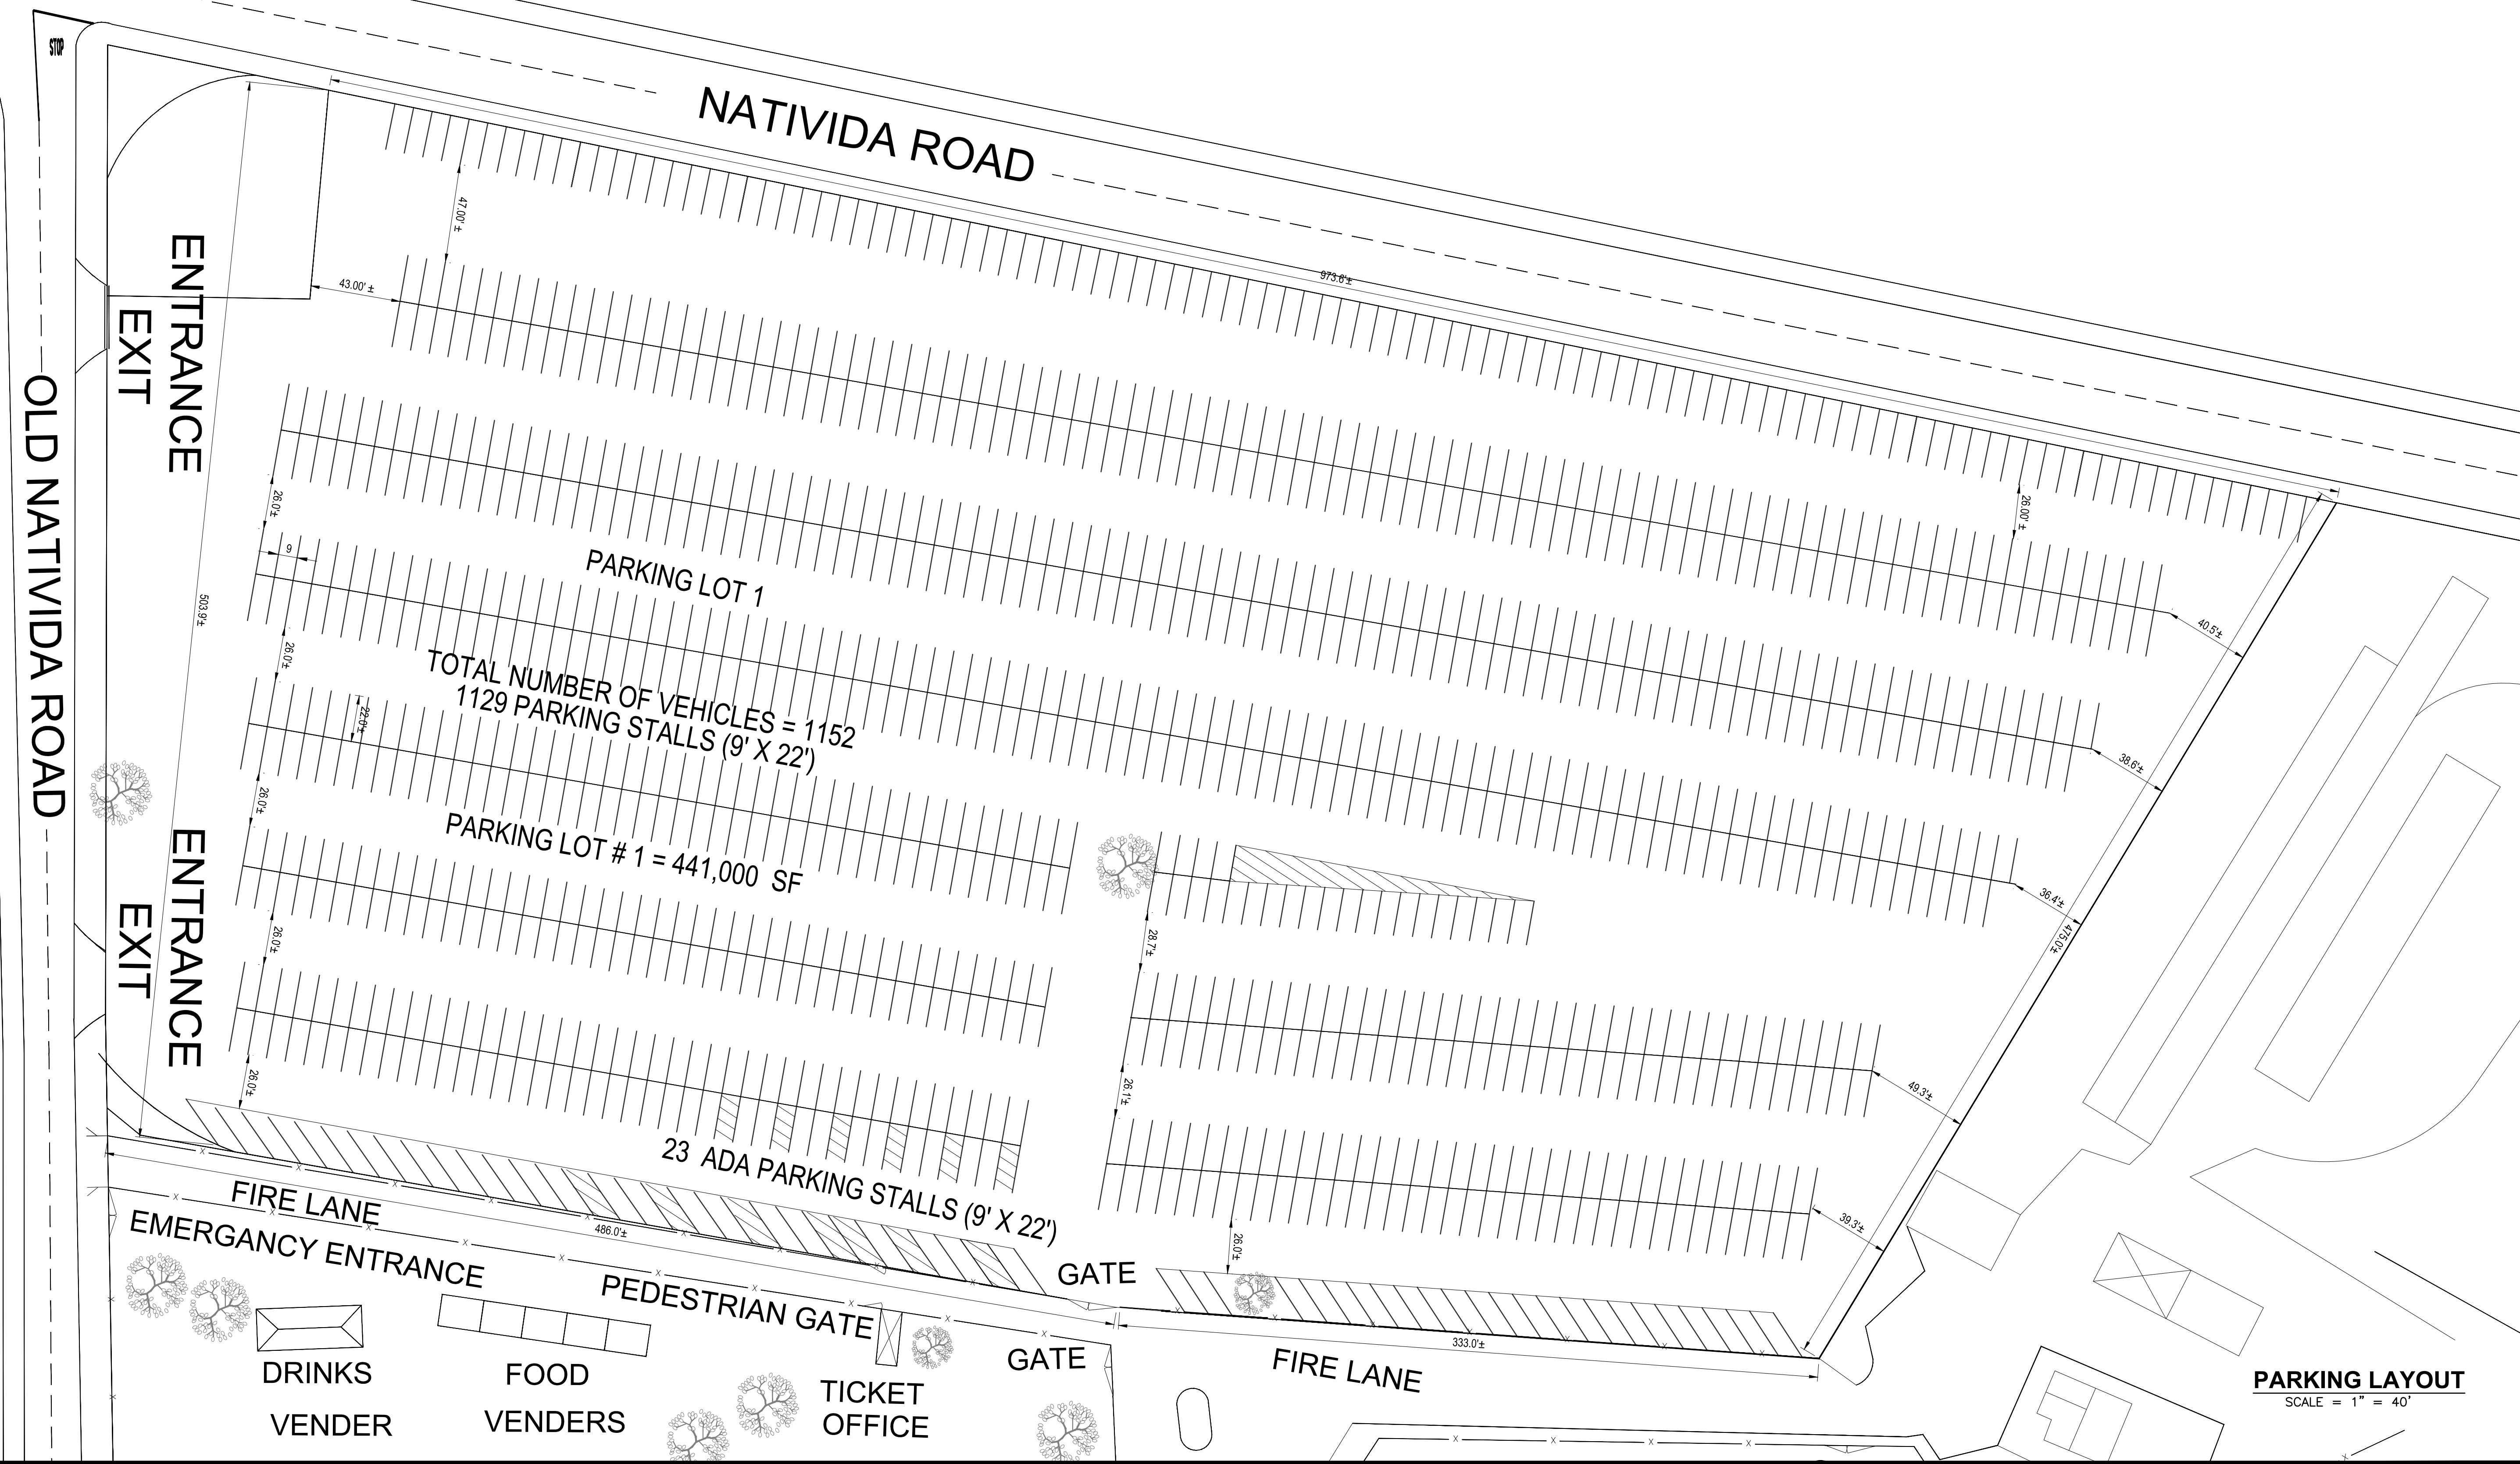 STOP
NATIVIDA ROAD
973.6'±
47.00' ±
43.00' ±
ENTRANCE
EXIT
OLD NATIVIDA ROAD
26.0'±
9
26.00' ±
PARKING LOT 1
503.9'±
26.0'±
TOTAL NUMBER OF VEHICLES = 1152
1129 PARKING STALLS (9' X 22')
22.0'±
40.5'±
38.6'±
26.0'±
PARKING LOT # 1 = 441,000 SF
36.4'±
475.0'±
ENTRANCE
EXIT
26.0'±
28.7'±
26.0'±
26.1'±
49.3'±
23 ADA PARKING STALLS (9' X 22')
39.3'±
26.0'±
FIRE LANE
486.0'±
EMERGANCY ENTRANCE
PEDESTRIAN GATE
GATE
GATE
333.0'±
FIRE LANE
DRINKS
VENDER
FOOD
VENDERS
TICKET
OFFICE
PARKING LAYOUT
SCALE = 1" = 40'